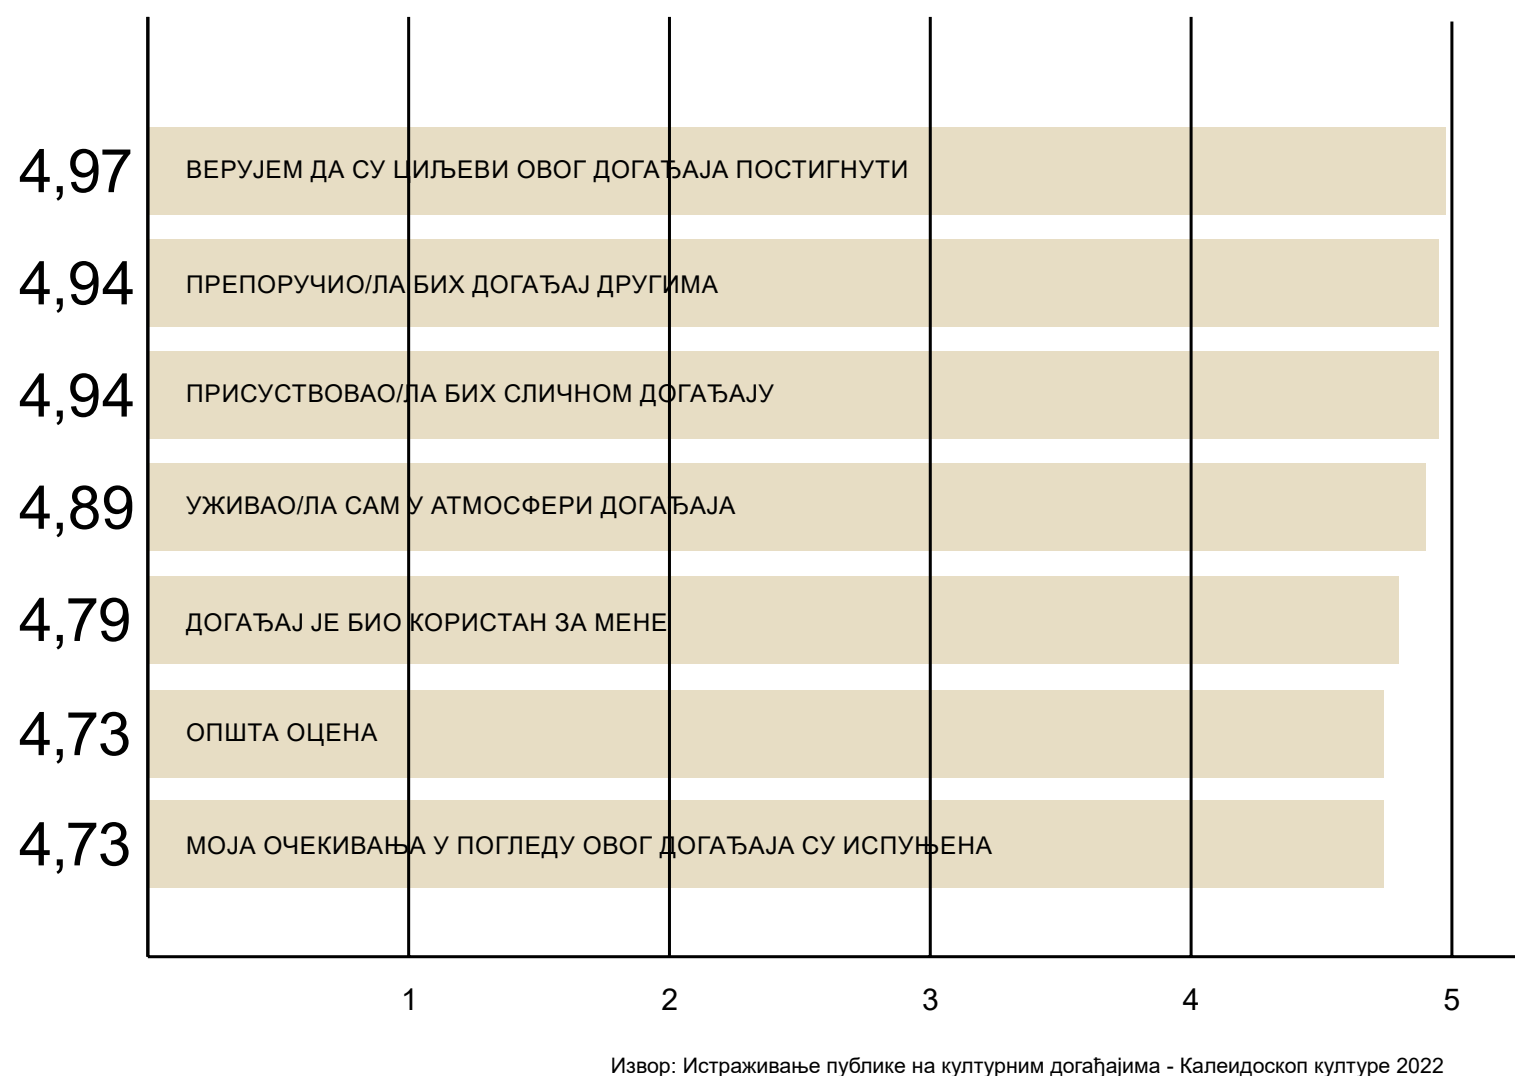 4,97 ВЕРУЈЕМ ДА СУ ЦИЉЕВИ ОВОГ ДОГАЂАЈА ПОСТИГНУТИ
4,94 ПРЕПОРУЧИО/ЛА БИХ ДОГАЂАЈ ДРУГИМА
4,94 ПРИСУСТВОВАО/ЛА БИХ СЛИЧНОМ ДОГАЂАЈУ
4,89 УЖИВАО/ЛА САМ У АТМОСФЕРИ ДОГАЂАЈА
4,79 ДОГАЂАЈ ЈЕ БИО КОРИСТАН ЗА МЕНЕ
4,73 ОПШТА ОЦЕНА
4,73 МОЈА ОЧЕКИВАЊА У ПОГЛЕДУ ОВОГ ДОГАЂАЈА СУ ИСПУЊЕНА
1 2 3 4 5
Извор: Истраживање публике на културним догађајима - Калеидоскоп културе 2022